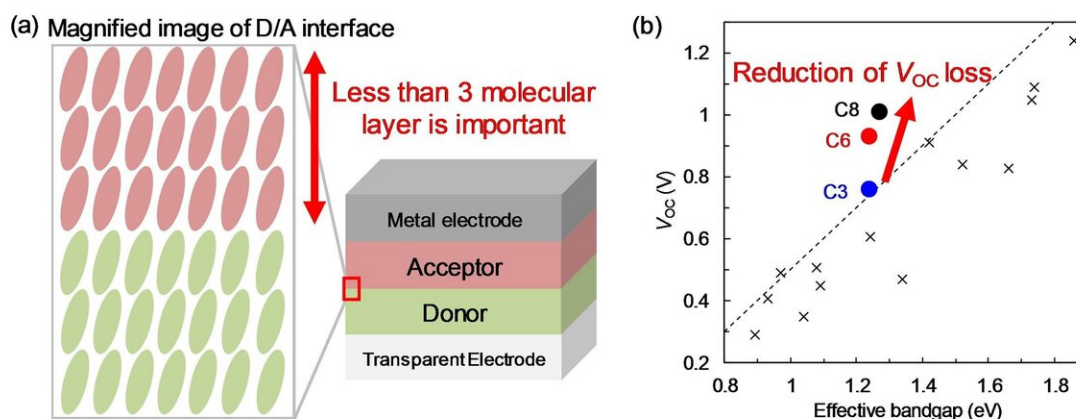 (a) Magnified image of D/A interface
Less than 3 molecular
layer is important
Metal electrode
Acceptor
Donor
Transparent Electrode
(b)
Reduction of VOC loss
C8
C6
C3
VOC (V)
1.2
1
0.8
0.6
0.4
0.2
0.8 1 1.2 1.4 1.6 1.8
Effective bandgap (eV)